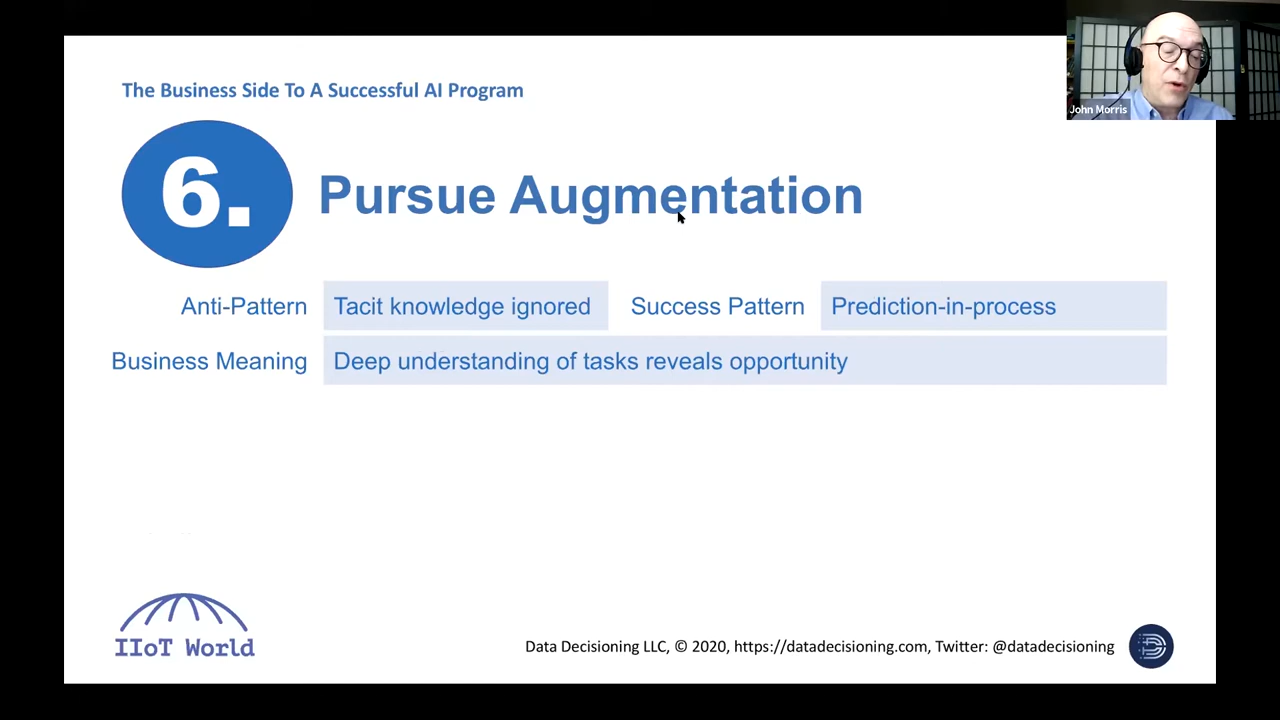 The Business Side To A Successful AI Program
John Morris
6.
Pursue Augmentation
Anti-Pattern
Tacit knowledge ignored
Success Pattern
Prediction-in-process
Business Meaning
Deep understanding of tasks reveals opportunity
IIoT World
Data Decisioning LLC, © 2020, https://datadecisioning.com, Twitter: @datadecisioning